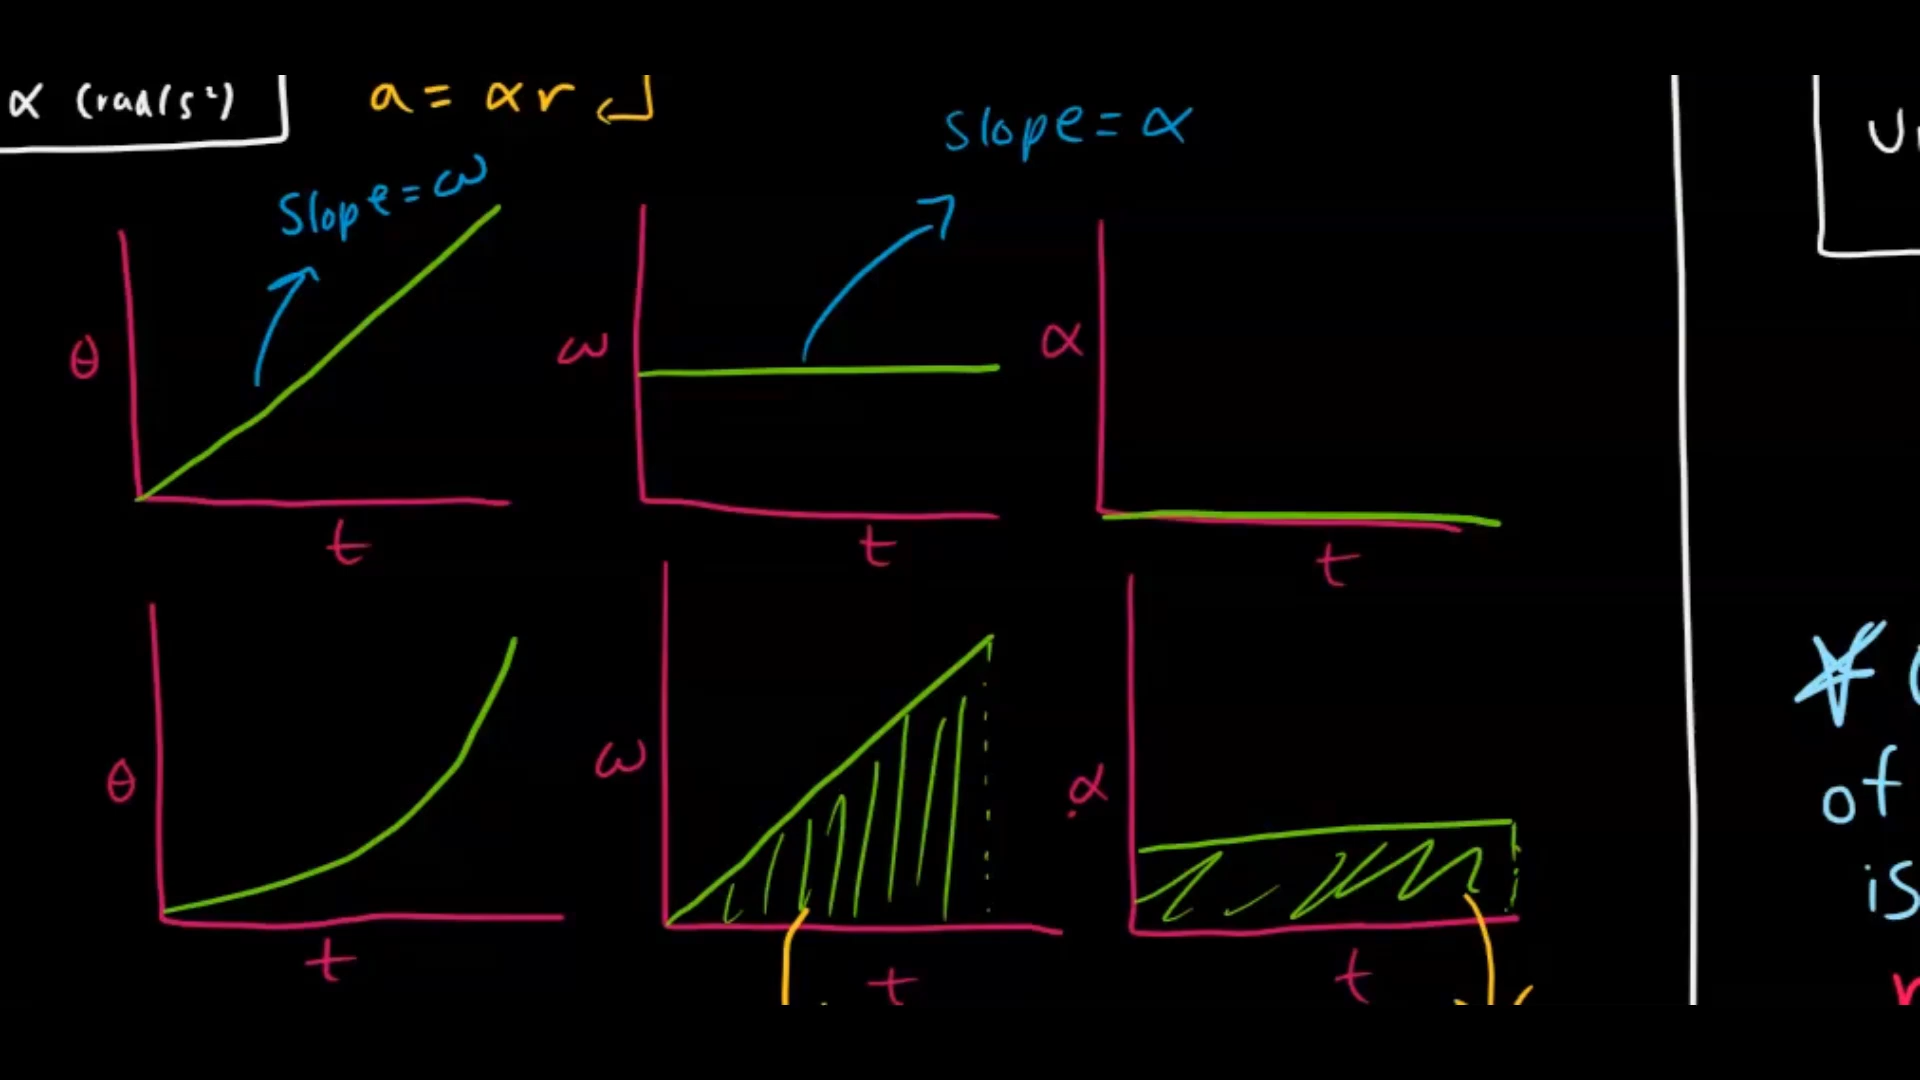 α (rad/s²)
a = αr
Slope = ω
Slope = α
θ
t
ω
t
α
t
θ
t
ω
t
α
t
of
is